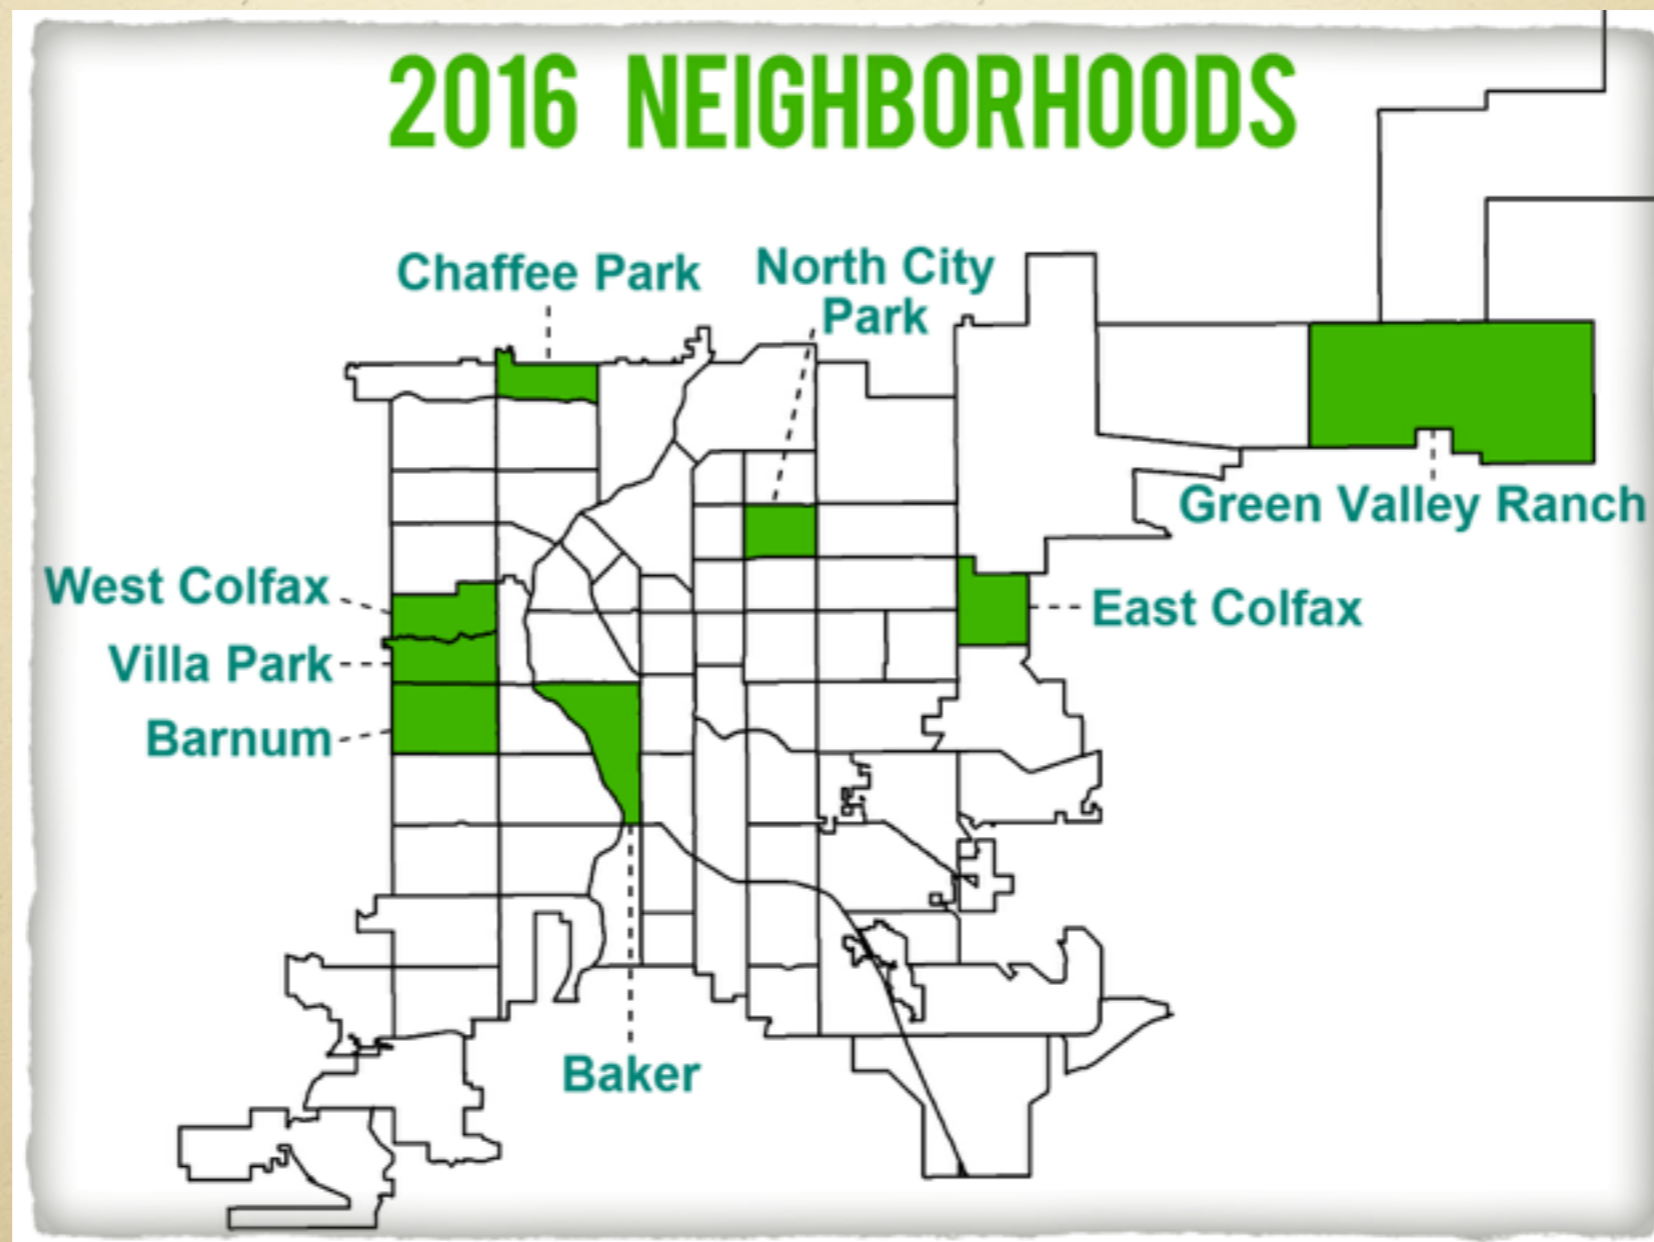 2016 NEIGHBORHOODS
Chaffee Park
North City
Park
Green Valley Ranch
West Colfax
East Colfax
Villa Park
Barnum
Baker